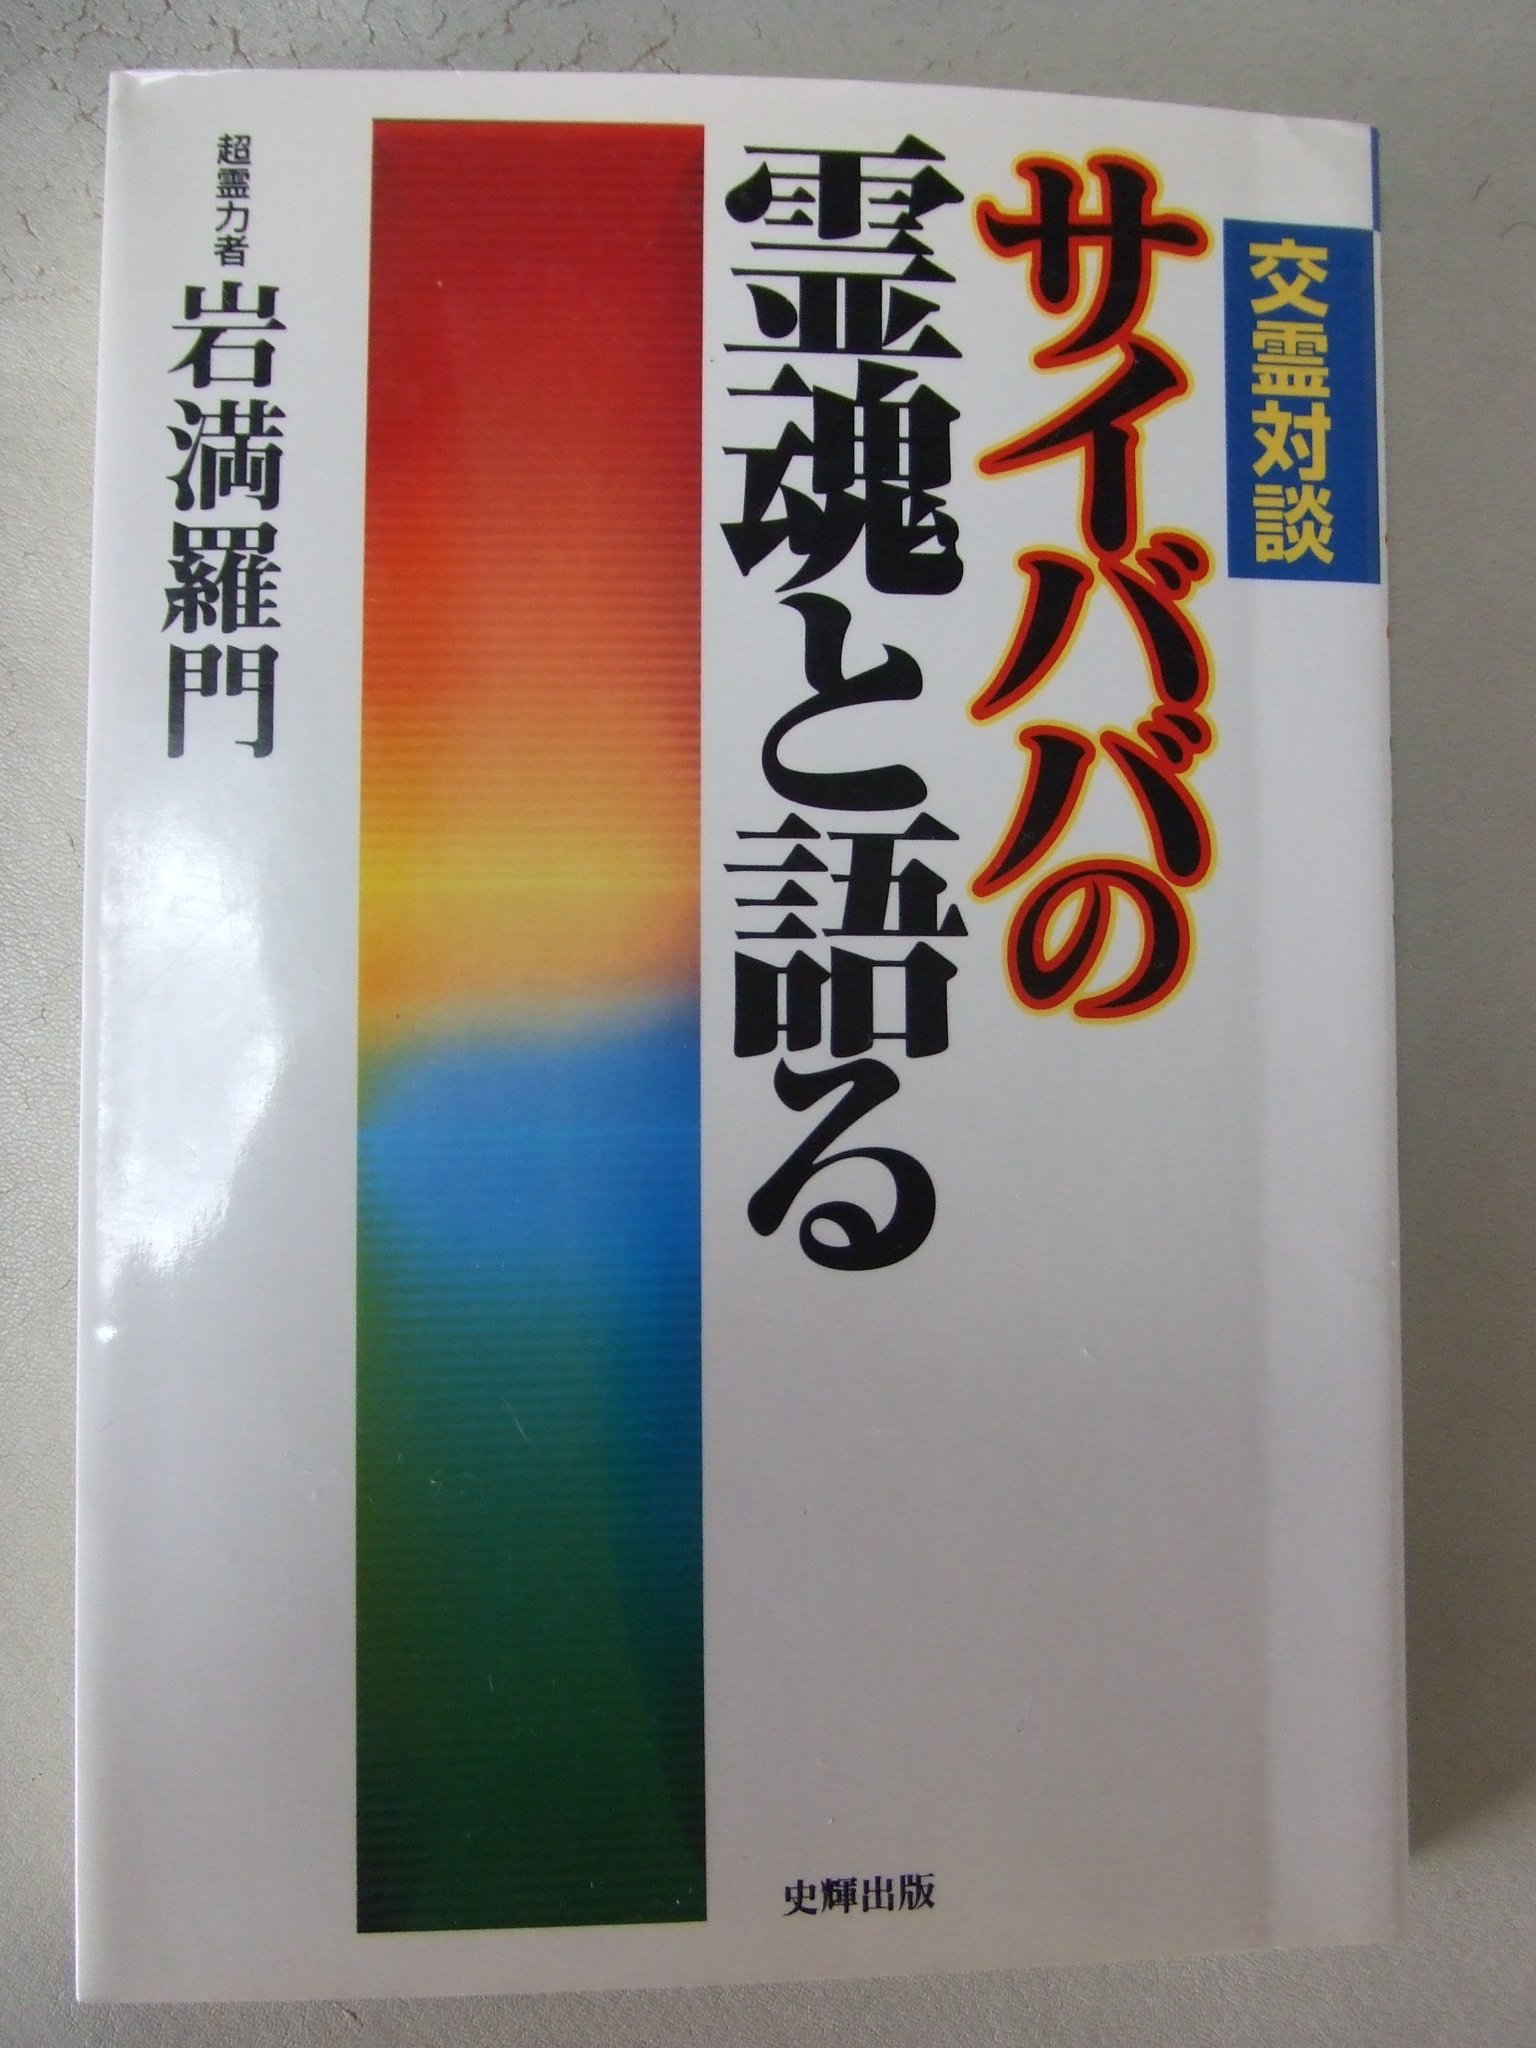 交霊対談
サイババの
霊魂と語る
超霊力者 岩満羅門
史輝出版